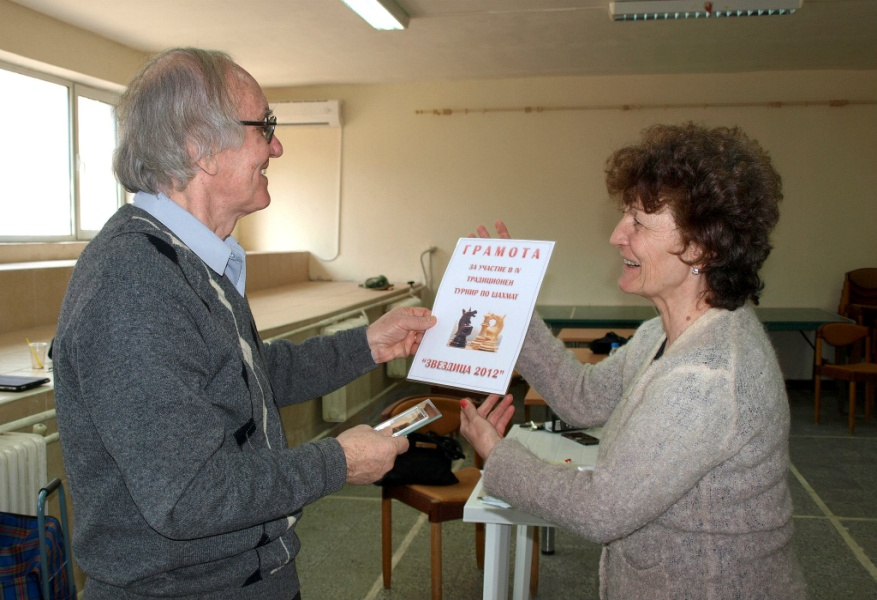 ГРАМОТА
ЗА УЧАСТИЕ В IV
ТРАДИЦИОНЕН
ТУРНИР ПО ШАХМАТ
"ЗВЕЗДИЦА 2012"